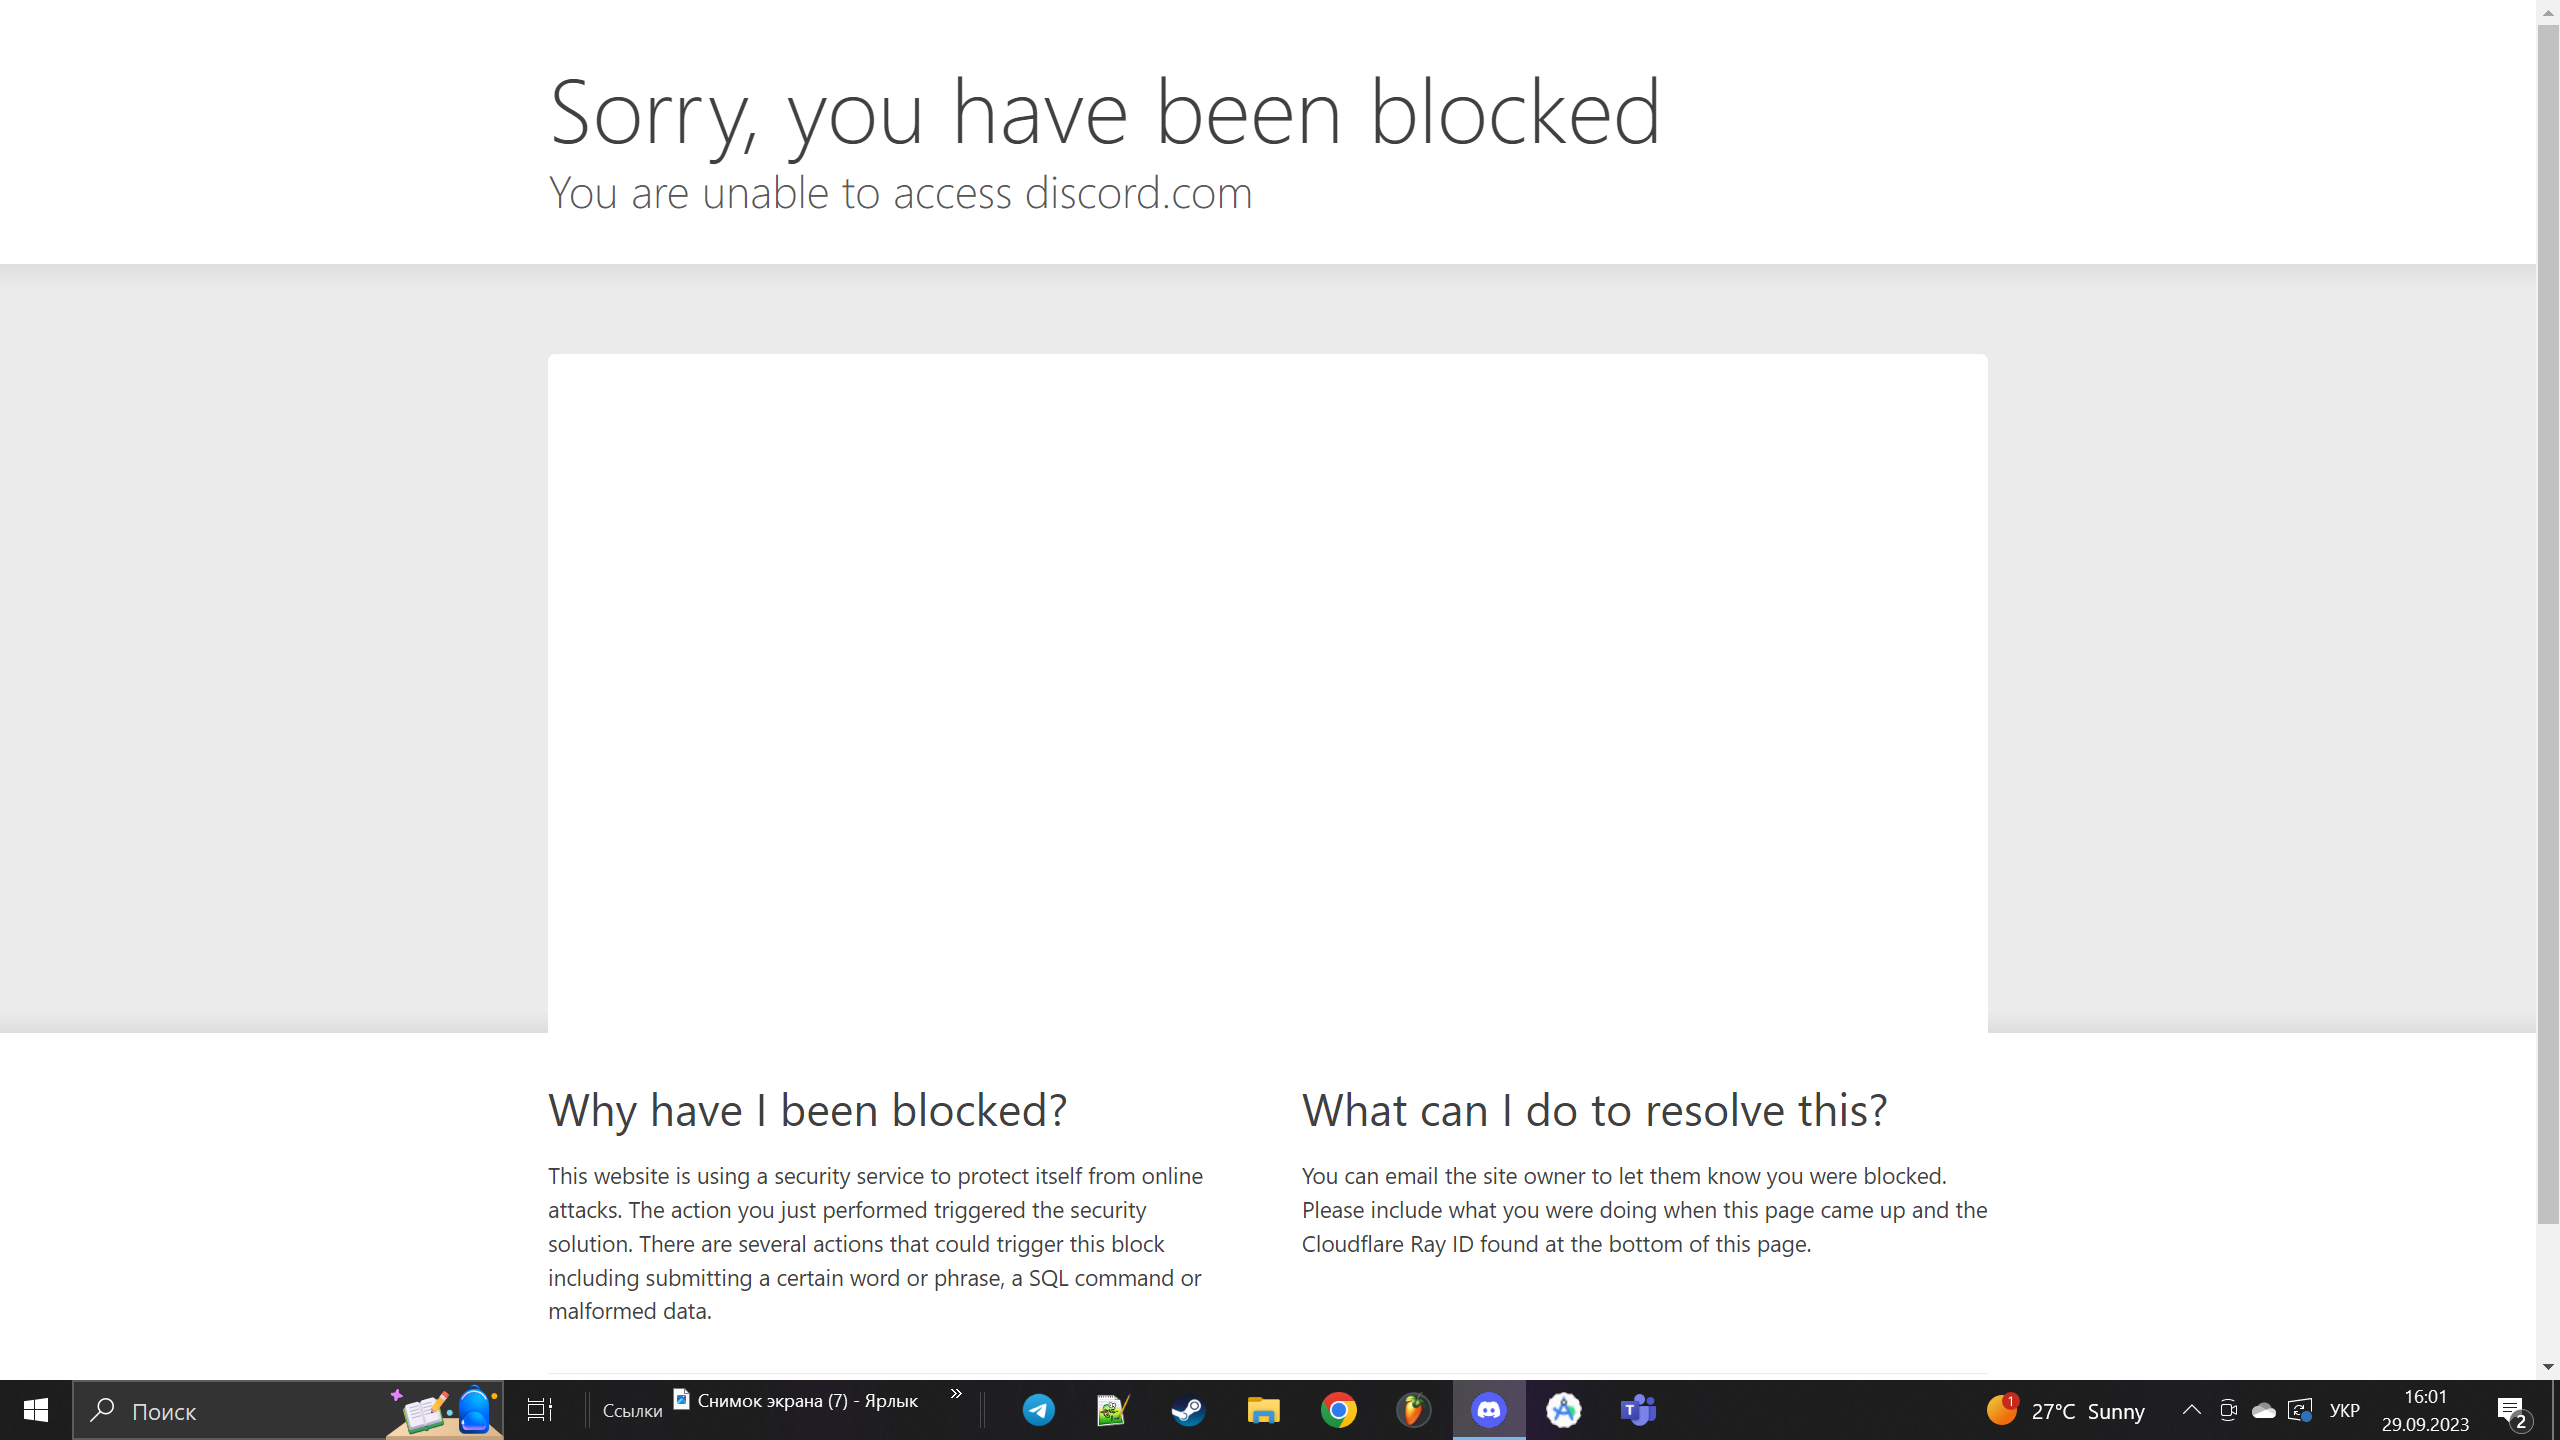 Sorry, you have been blocked
You are unable to access discord.com
Why have I been blocked?
This website is using a security service to protect itself from online
attacks. The action you just performed triggered the security
solution. There are several actions that could trigger this block
including submitting a certain word or phrase, a SQL command or
malformed data.
What can I do to resolve this?
You can email the site owner to let them know you were blocked.
Please include what you were doing when this page came up and the
Cloudflare Ray ID found at the bottom of this page.
Поиск
Ссылки
Снимок экрана (7) - Ярлык
»
T
1
27°C Sunny
УКР
16:01
29.09.2023
2